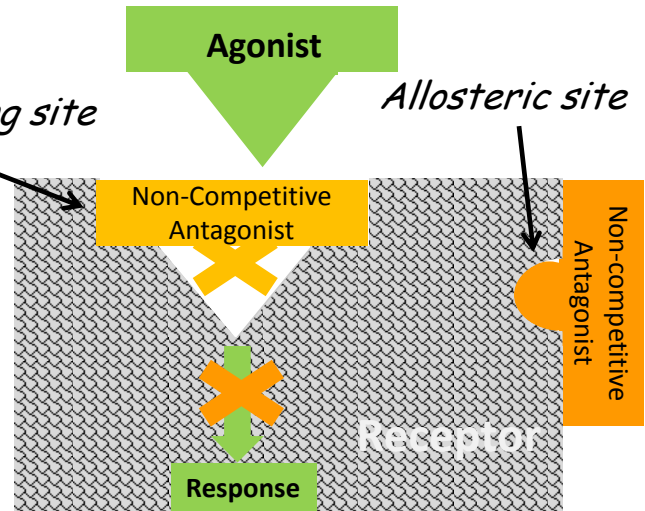 Agonist
g site
Allosteric site
Non-Competitive
Antagonist
Non-competitive
Antagonist
Receptor
Response